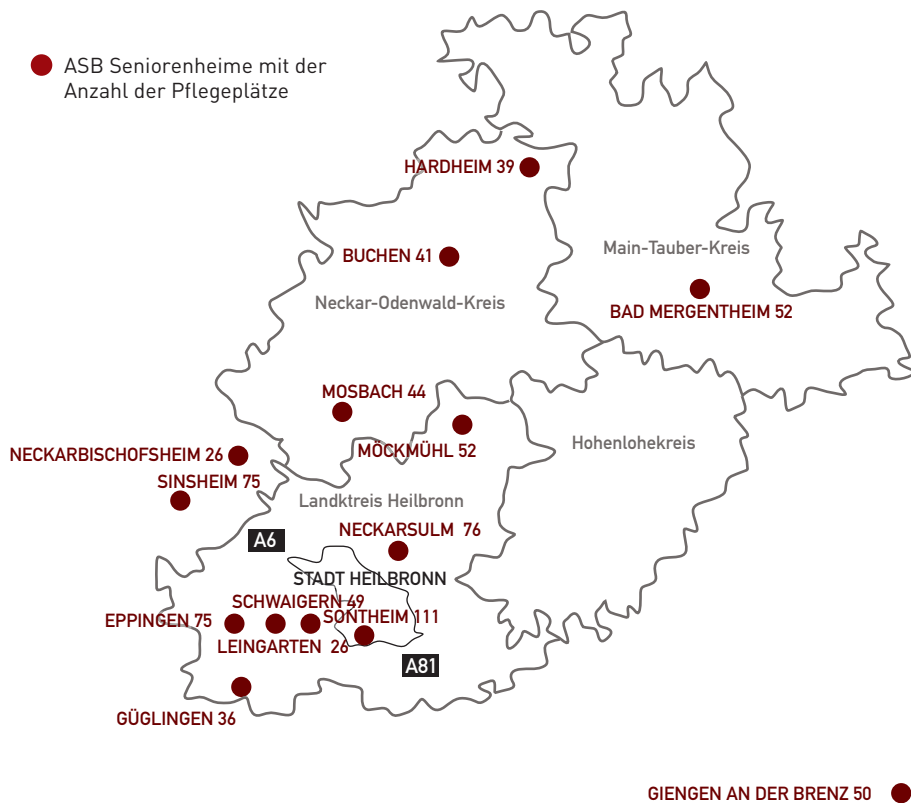 ASB Seniorenheime mit der
Anzahl der Pflegeplätze
HARDHEIM 39
Main-Tauber-Kreis
BUCHEN 41
Neckar-Odenwald-Kreis
BAD MERGENTHEIM 52
MOSBACH 44
MÖCKMÜHL 52
Hohenlohekreis
NECKARBISCHOFSHEIM 26
SINSHEIM 75
Landktreis Heilbronn
NECKARSULM 76
A6
STADT HEILBRONN
SCHWAIGERN 49
EPPINGEN 75
SONTHEIM 111
LEINGARTEN 26
A81
GÜGLINGEN 36
GIENGEN AN DER BRENZ 50